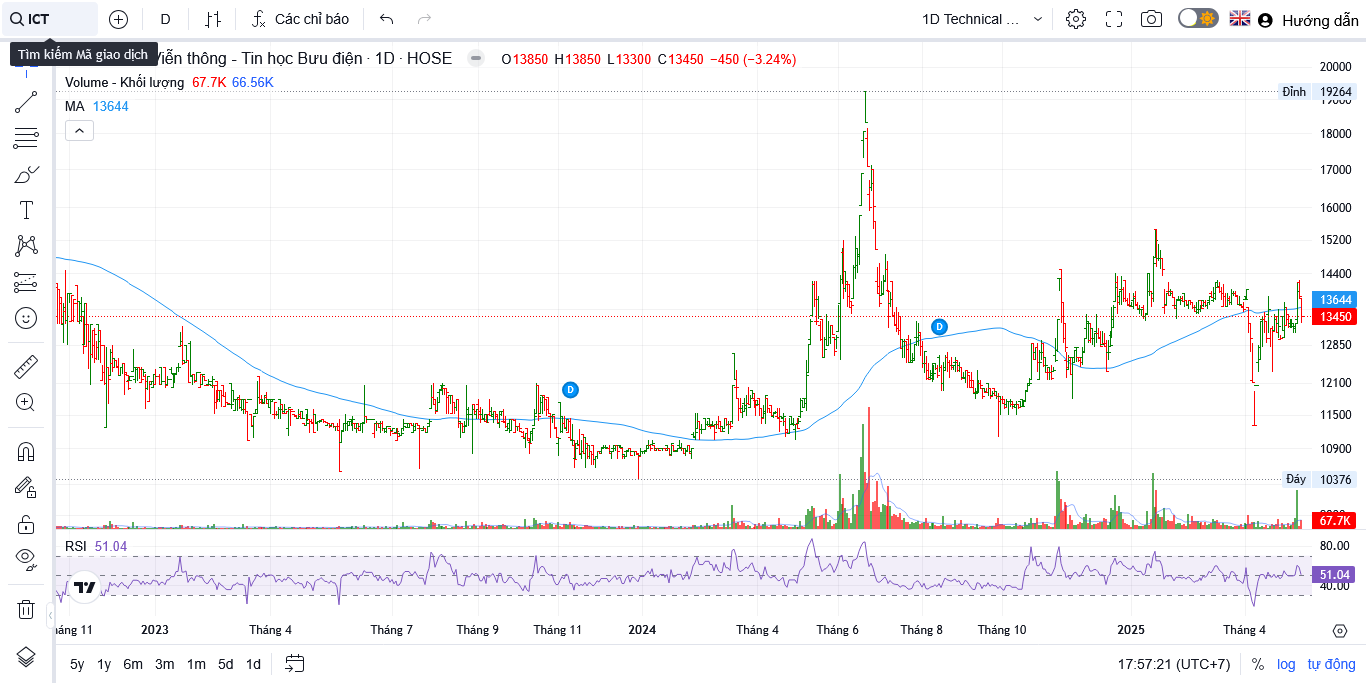 ICT
D
Các chỉ báo
1D Technical ...
Hướng dẫn
Tìm kiếm Mã giao dịch
Viễn thông - Tin học Bưu điện · 1D · HOSE
O13850 H13850 L13300 C13450 −450 (−3.24%)
Volume - Khối lượng 67.7K 66.56K
MA 13644
20000
Đỉnh 19264
19000
18000
17000
16000
15200
14400
13644
13450
12850
12100
11500
10900
Đáy 10376
67.7K
D
D
RSI 51.04
80.00
51.04
40.00
áng 11 2023 Tháng 4 Tháng 7 Tháng 9 Tháng 11 2024 Tháng 4 Tháng 6 Tháng 8 Tháng 10 2025 Tháng 4
5y 1y 6m 3m 1m 5d 1d
17:57:21 (UTC+7) % log tự động